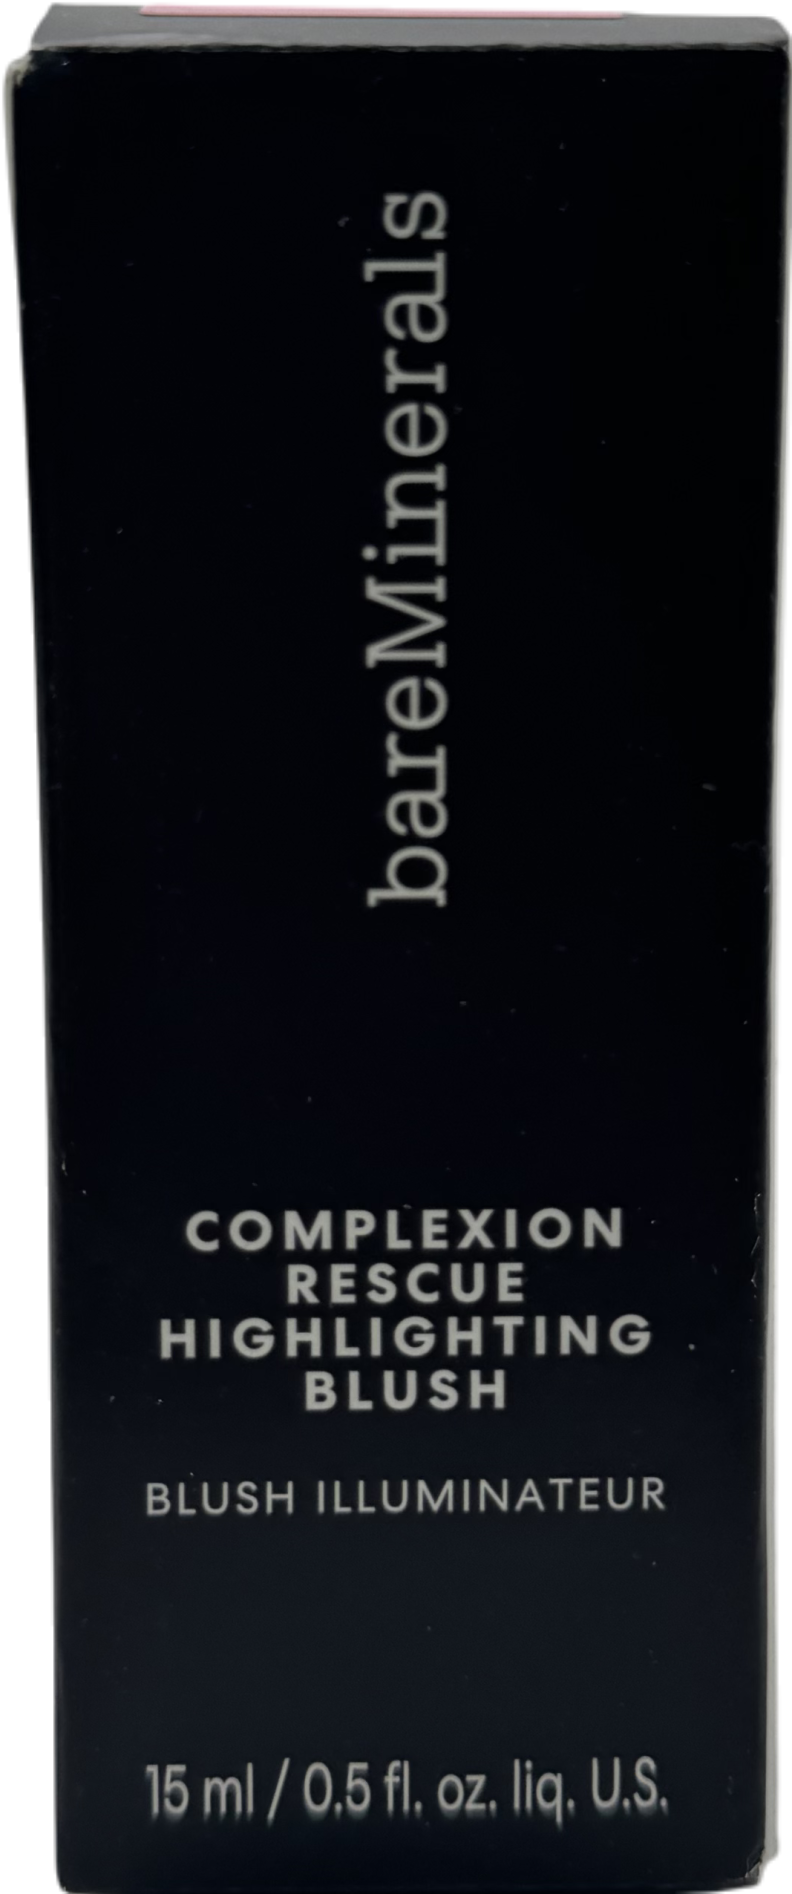 bareMinerals
COMPLEXION
RESCUE
HIGHLIGHTING
BLUSH
BLUSH ILLUMINATEUR
15 ml / 0.5 fl. oz. liq. U.S.